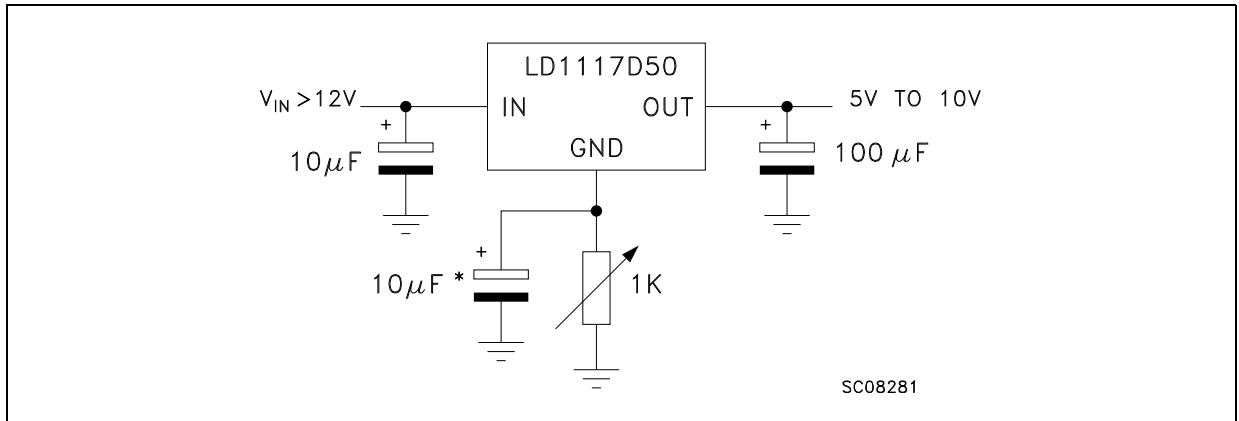 LD1117D50
V_IN >12V
IN
OUT
5V TO 10V
+
+
10μF
GND
100 μF
+
10μF *
1K
SC08281